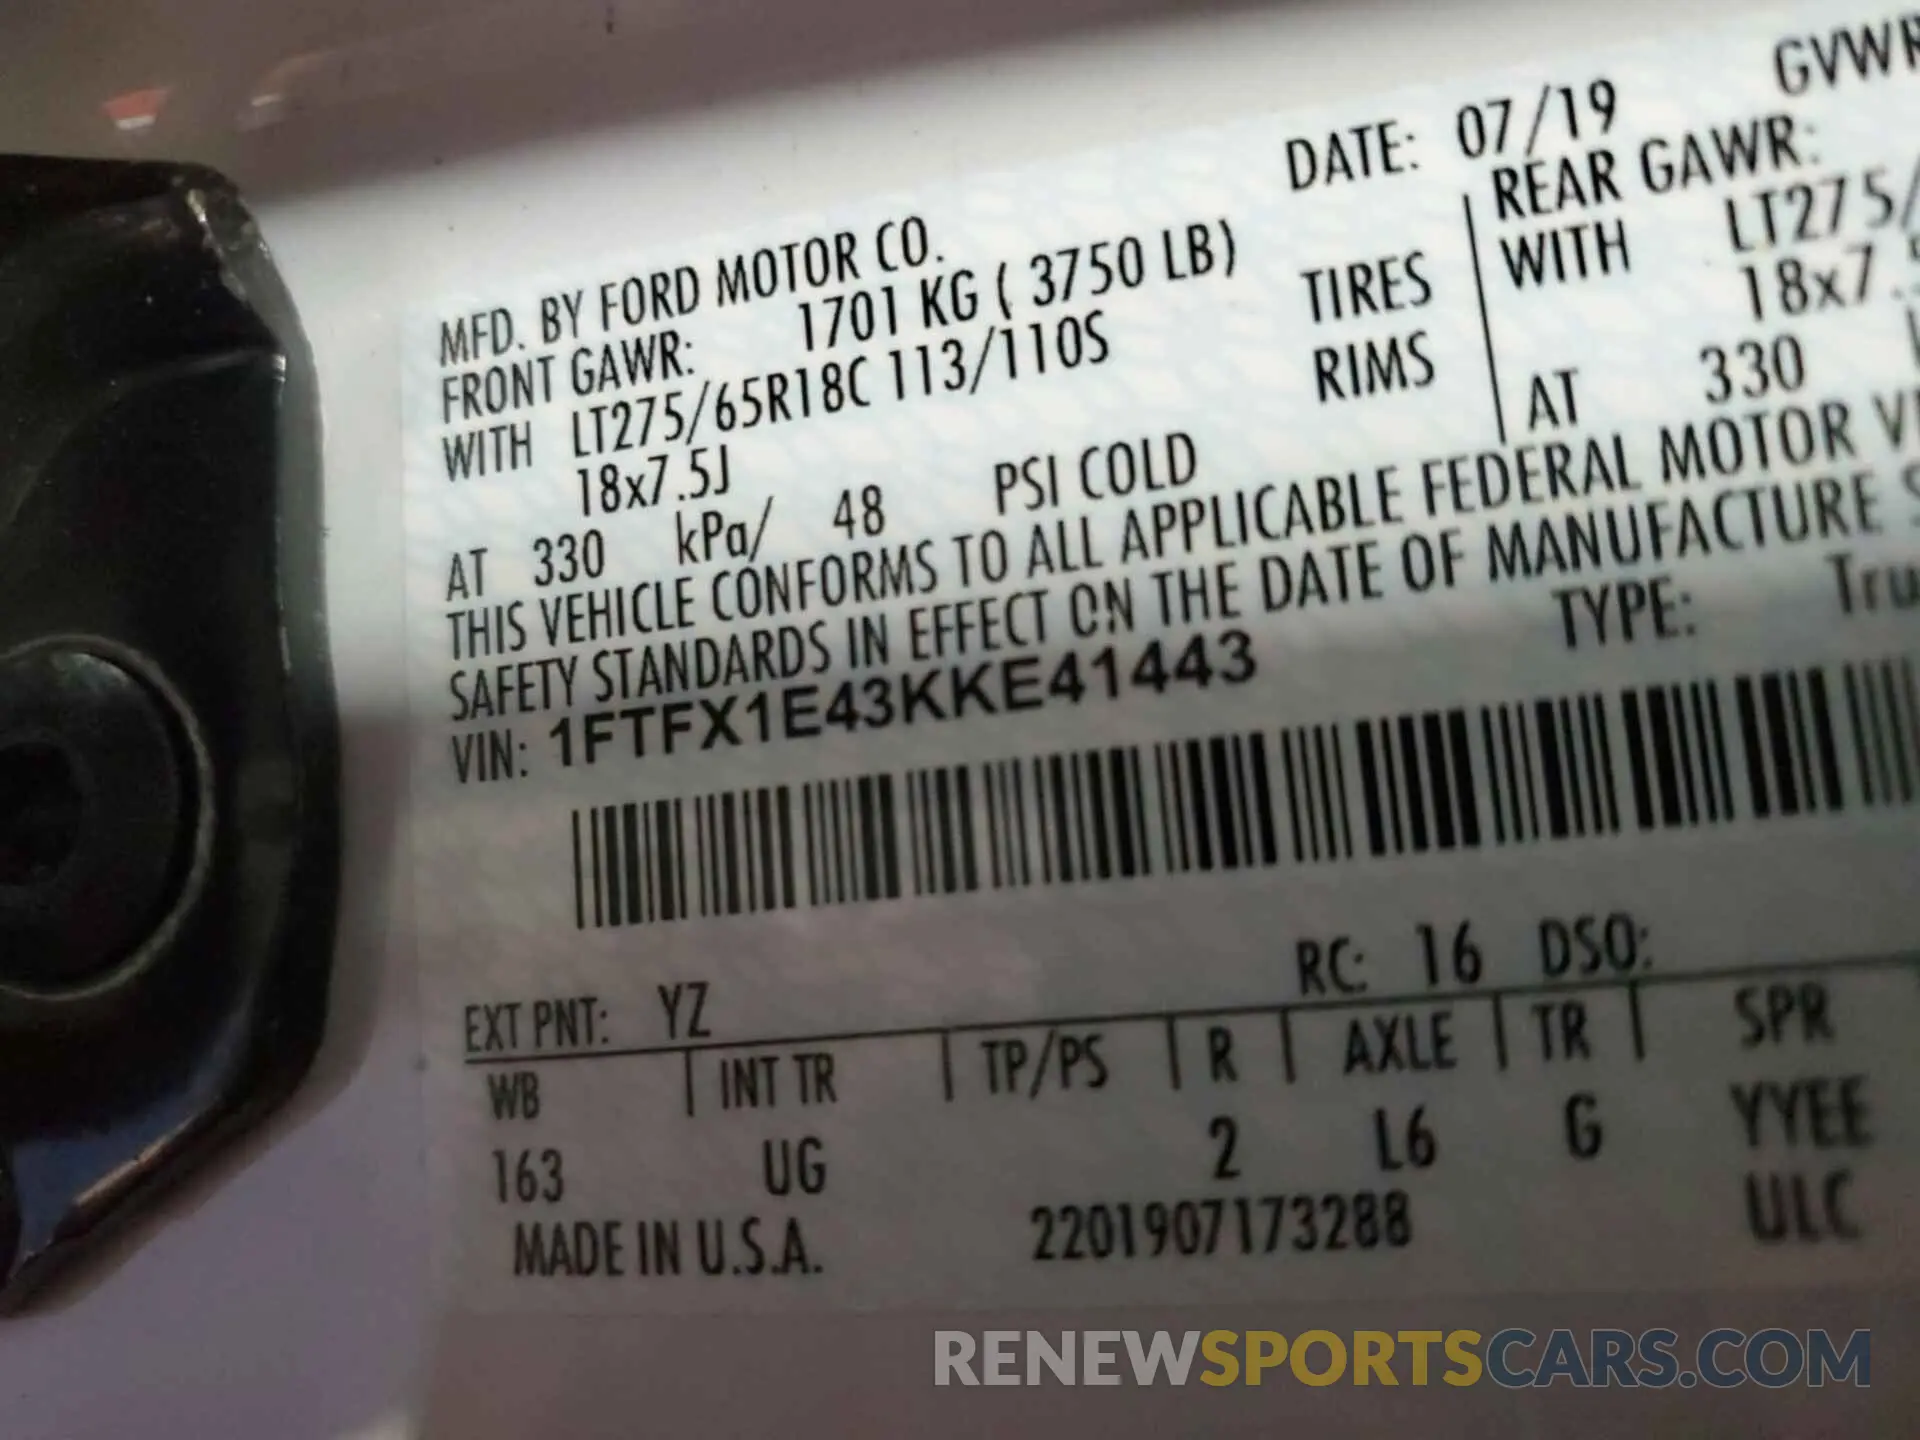 DATE: 07/19 GVWR
MFD. BY FORD MOTOR CO.
FRONT GAWR: 1701 KG ( 3750 LB) REAR GAWR:
WITH LT275/65R18C 113/110S TIRES WITH LT275/
18x7.5J RIMS 18x7.5
AT 330 kPa/ 48 PSI COLD AT 330
THIS VEHICLE CONFORMS TO ALL APPLICABLE FEDERAL MOTOR
SAFETY STANDARDS IN EFFECT ON THE DATE OF MANUFACTURE
VIN: 1FTFX1E43KKE41443 TYPE:
EXT PNT: YZ RC: 16 DSO:
WB INT TR TP/PS R AXLE TR SPR
163 UG 2 L6 G YYEE
MADE IN U.S.A. 2201907173288 ULC
RENEWSPORTSCARS.COM